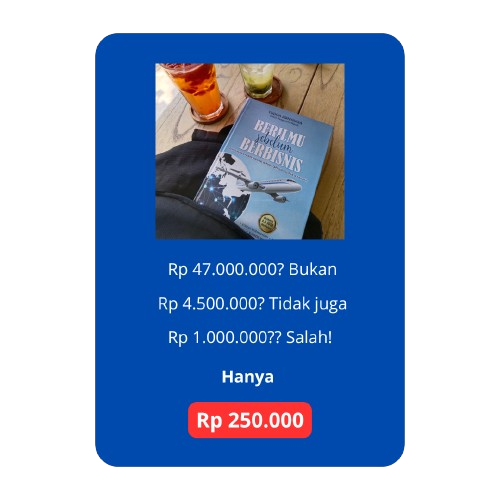 BERILMU
sebelum
BERBISNIS
Rp 47.000.000? Bukan
Rp 4.500.000? Tidak juga
Rp 1.000.000?? Salah!
Hanya
Rp 250.000